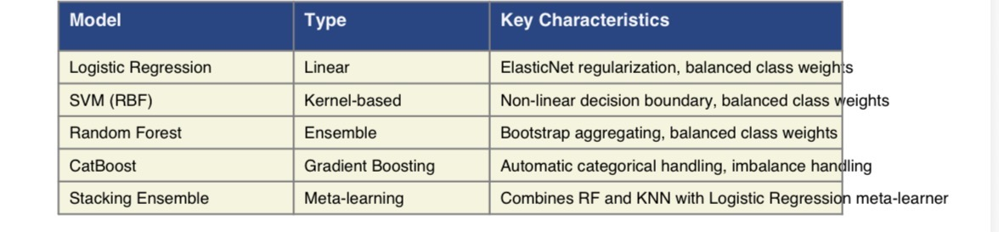 Model Type Key Characteristics
Logistic Regression Linear ElasticNet regularization, balanced class weights
SVM (RBF) Kernel-based Non-linear decision boundary, balanced class weights
Random Forest Ensemble Bootstrap aggregating, balanced class weights
CatBoost Gradient Boosting Automatic categorical handling, imbalance handling
Stacking Ensemble Meta-learning Combines RF and KNN with Logistic Regression meta-learner